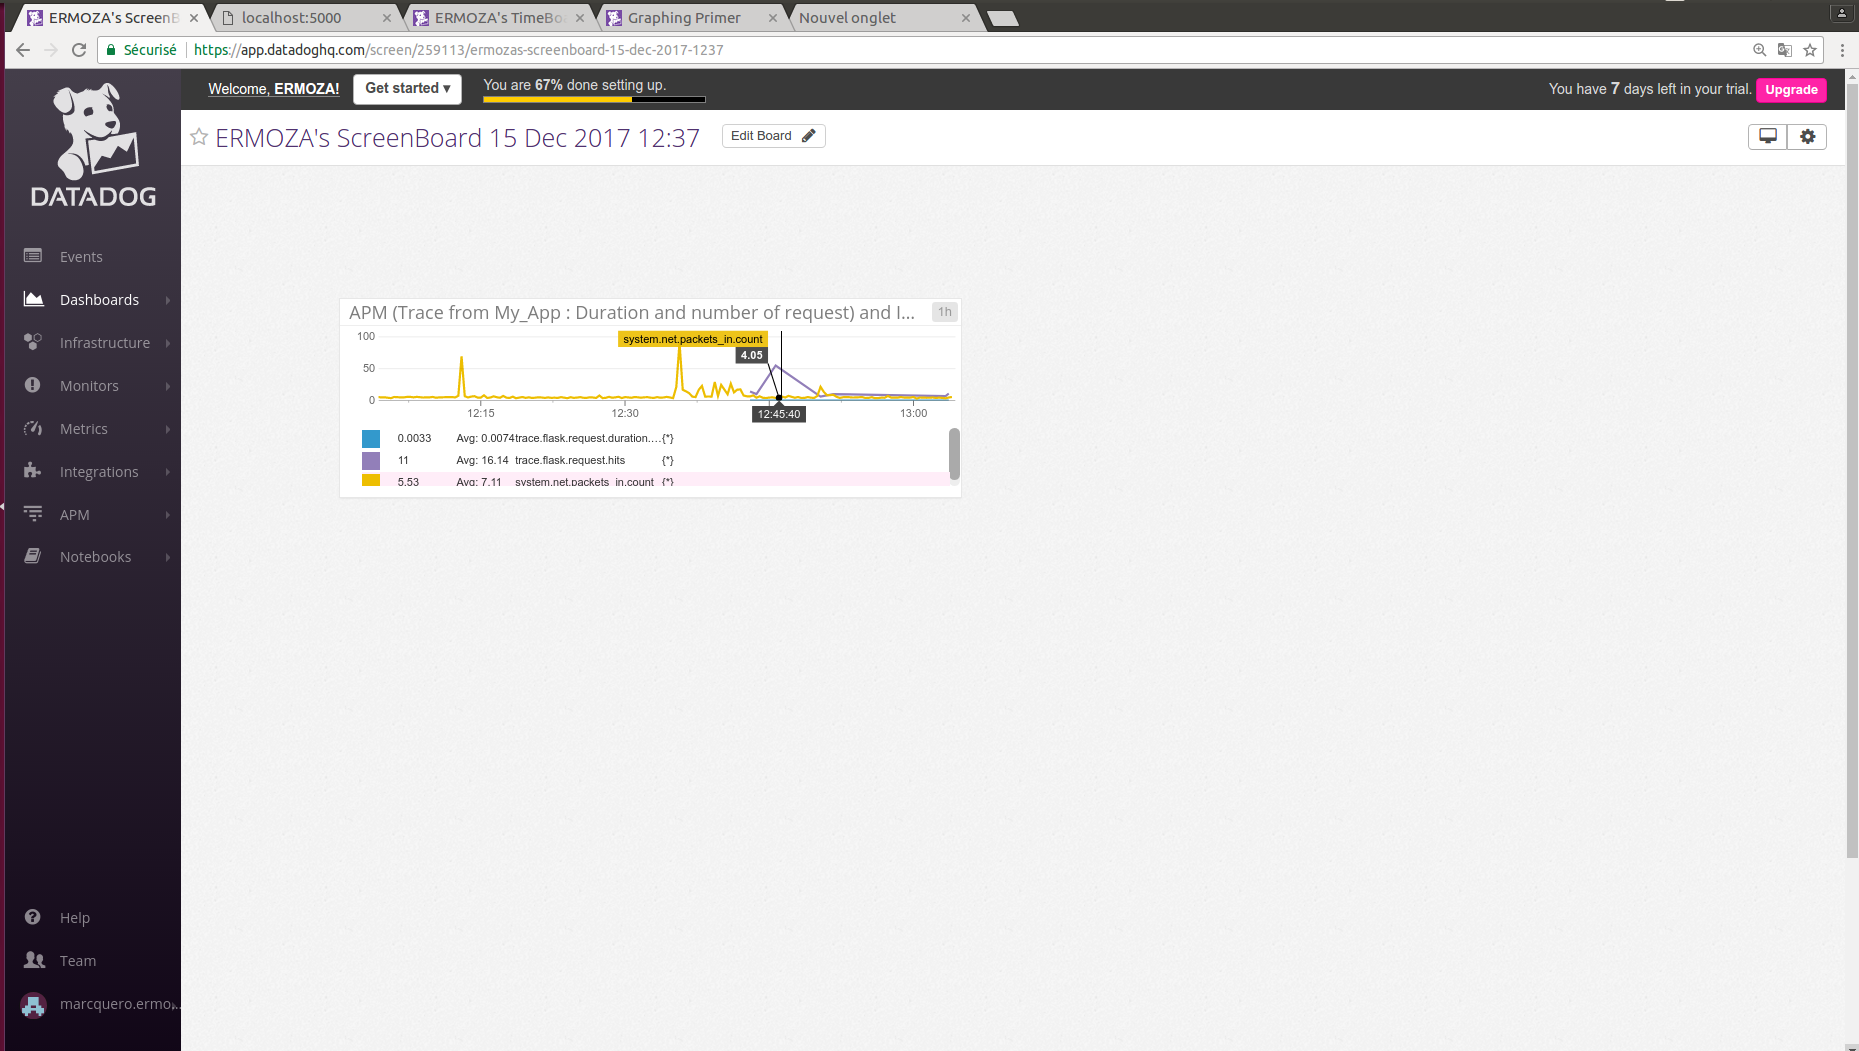 ERMOZA's ScreenB
localhost:5000
ERMOZA's TimeBo
Graphing Primer
Nouvel onglet
Sécurisé
https://app.datadoghq.com/screen/259113/ermozas-screenboard-15-dec-2017-1237
DATADOG
Events
Dashboards
Infrastructure
Monitors
Metrics
Integrations
APM
Notebooks
Help
Team
marcquero.ermo...
Welcome, ERMOZA!
Get started ▾
You are 67% done setting up.
You have 7 days left in your trial.
Upgrade
ERMOZA's ScreenBoard 15 Dec 2017 12:37
Edit Board
APM (Trace from My_App : Duration and number of request) and I...
1h
100
50
0
system.net.packets_in.count
4.05
12:15
12:30
12:45:40
13:00
0.0033 Avg: 0.0074 trace.flask.request.duration.... {*}
11 Avg: 16.14 trace.flask.request.hits {*}
5.53 Avg: 7.11 system.net.packets_in.count {*}